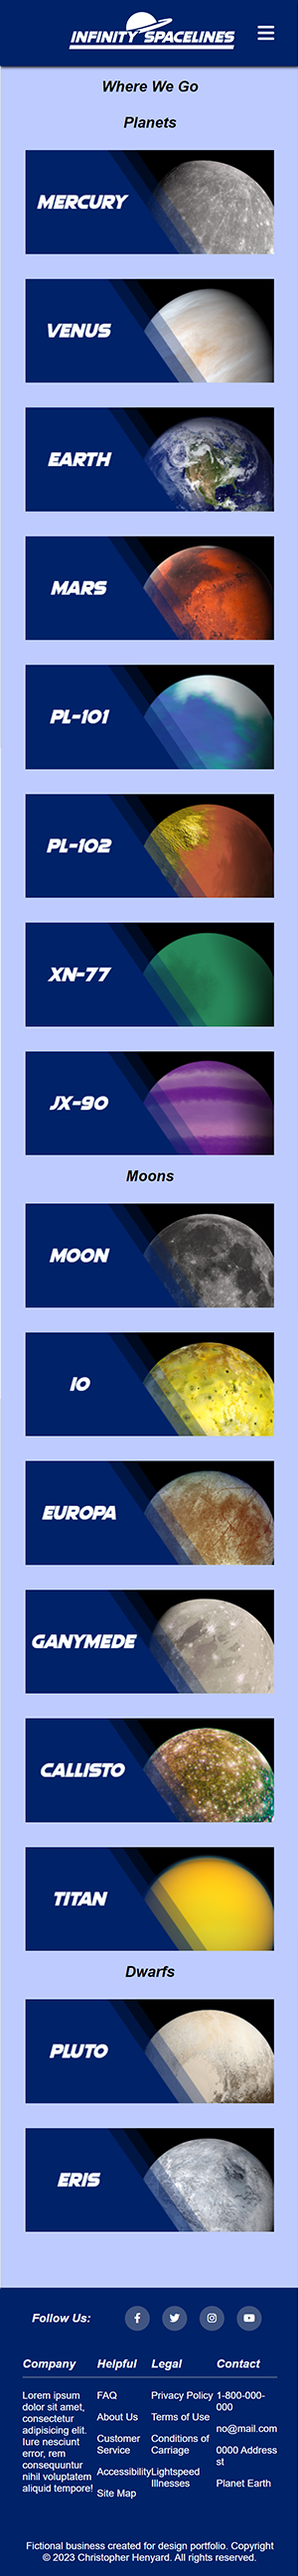 INFINITY SPACELINES
Where We Go
Planets
MERCURY
VENUS
EARTH
MARS
PL-101
PL-102
XN-77
JX-90
Moons
MOON
IO
EUROPA
GANYMEDE
CALLISTO
TITAN
Dwarfs
PLUTO
ERIS
Follow Us:
Company
Lorem ipsum
dolor sit amet,
consectetur
adipisicing elit.
Iure nesciunt
error, rem
consequuntur
nihil voluptatem
aliquid tempore!
Helpful
FAQ
About Us
Customer
Service
Accessibility
Site Map
Legal
Privacy Policy
Terms of Use
Conditions of
Carriage
Lightspeed
Illnesses
Contact
1-800-000-
000
no@mail.com
0000 Address
st
Planet Earth
Fictional business created for design portfolio. Copyright
© 2023 Christopher Henyard. All rights reserved.